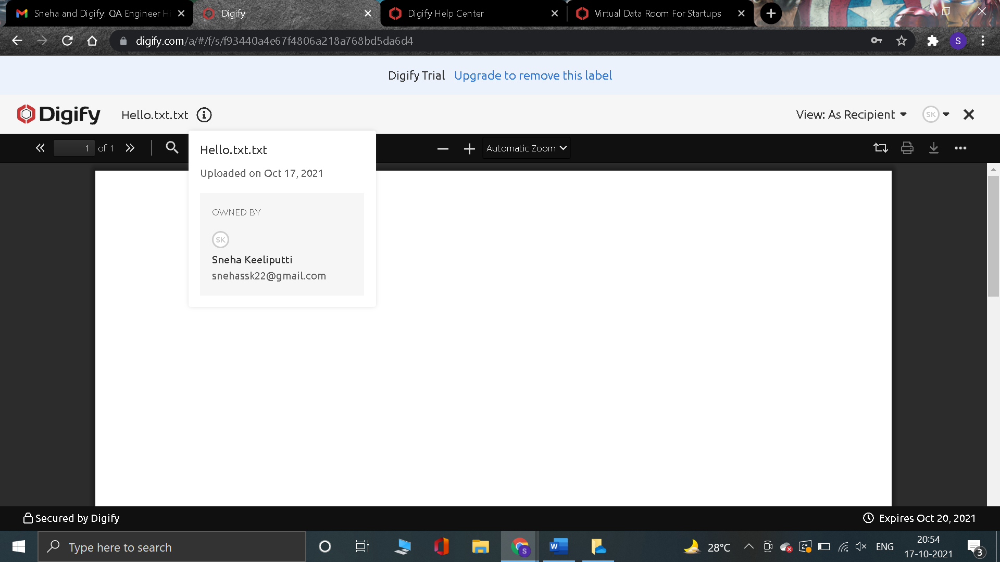 Sneha and Digify: QA Engineer Hi
Digify
Digify Help Center
Virtual Data Room For Startups
digify.com/a/#/f/s/f93440a4e67f4806a218a768bd5da6d4
S
Digify Trial Upgrade to remove this label
Digify
Hello.txt.txt
View: As Recipient
SK
1 of 1
Automatic Zoom
Hello.txt.txt
Uploaded on Oct 17, 2021
OWNED BY
SK
Sneha Keeliputti
snehassk22@gmail.com
Secured by Digify
Expires Oct 20, 2021
Type here to search
S
W
28°C
ENG
20:54
17-10-2021
3